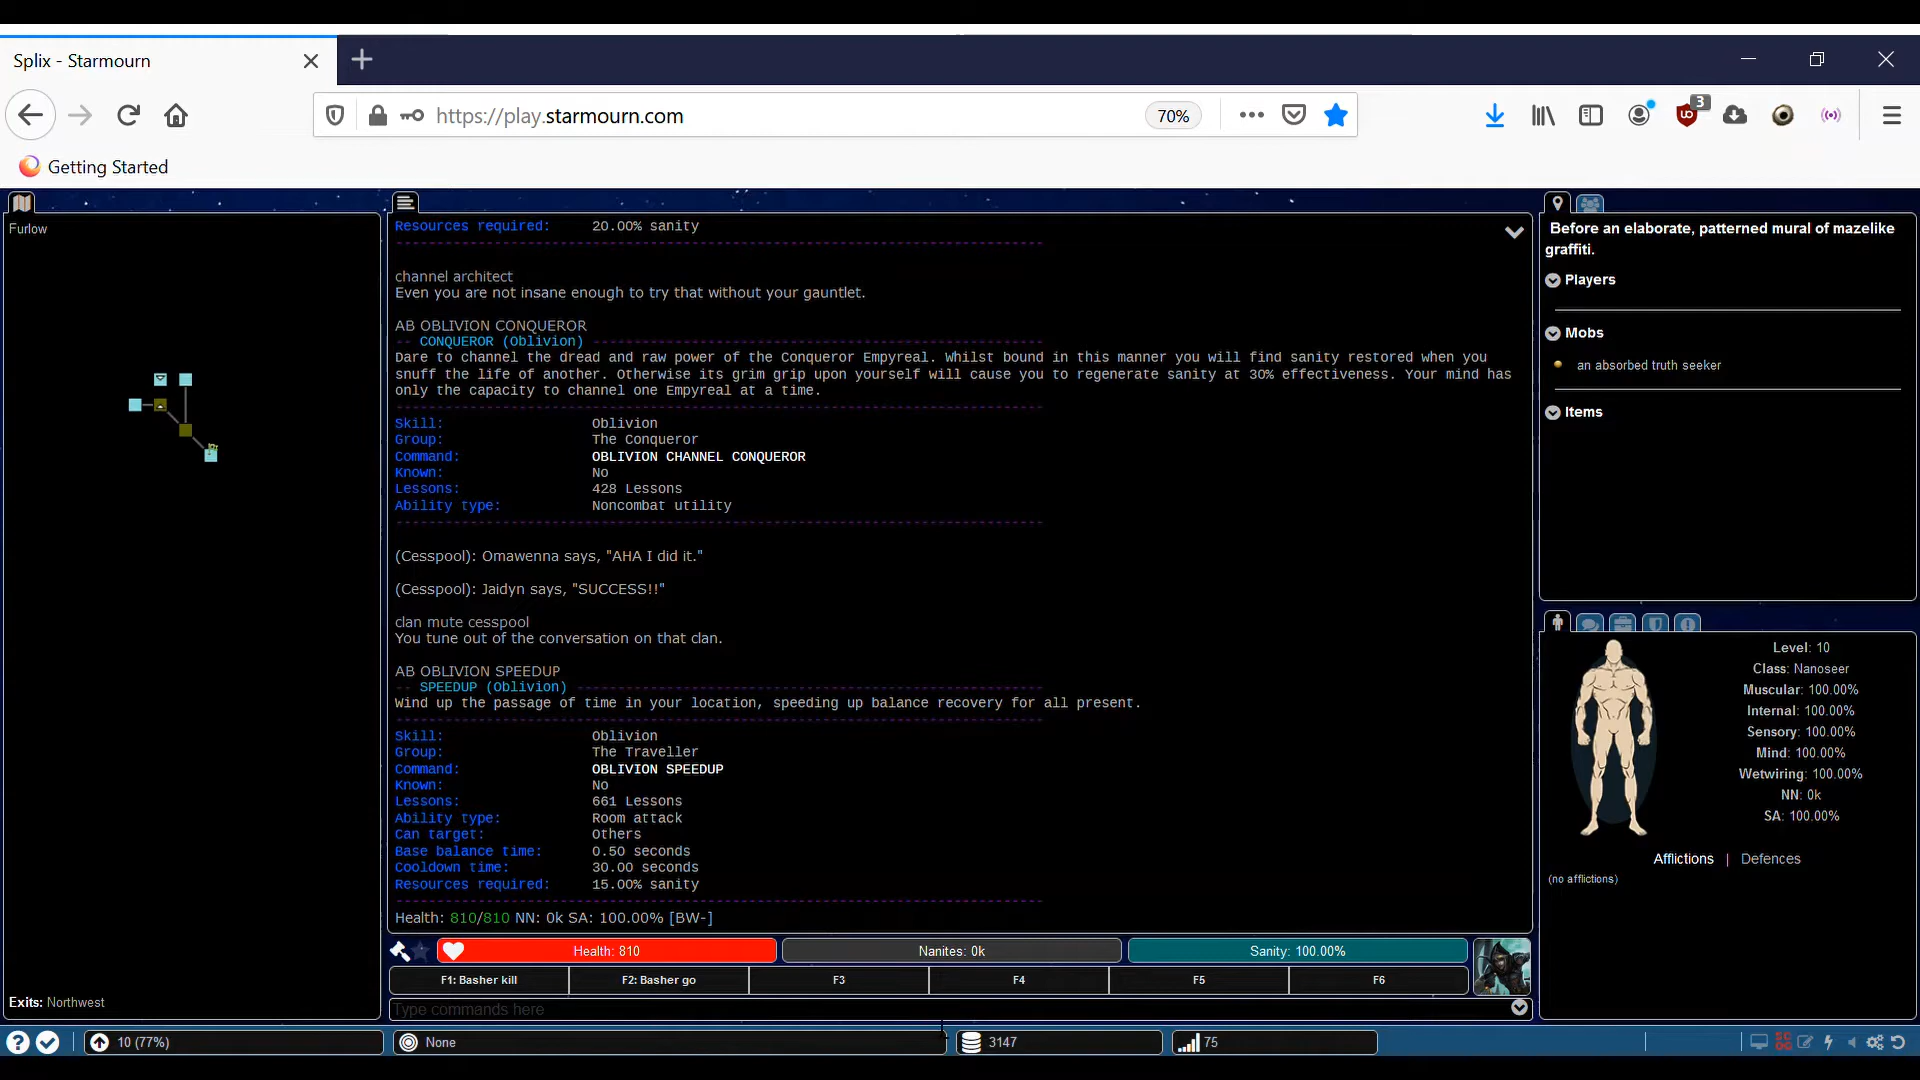 Splix - Starmourn
https://play.starmourn.com
70%
3
Getting Started
Furlow
Exits: Northwest
Resources required: 20.00% sanity
channel architect
Even you are not insane enough to try that without your gauntlet.
AB OBLIVION CONQUEROR
-- CONQUEROR (Oblivion) -------------------------------------------------------
Dare to channel the dread and raw power of the Conqueror Empyreal. Whilst bound in this manner you will find sanity restored when you
snuff the life of another. Otherwise its grim grip upon yourself will cause you to regenerate sanity at 30% effectiveness. Your mind has
only the capacity to channel one Empyreal at a time.
Skill: Oblivion
Group: The Conqueror
Command: OBLIVION CHANNEL CONQUEROR
Known: No
Lessons: 428 Lessons
Ability type: Noncombat utility
(Cesspool): Omawenna says, "AHA I did it."
(Cesspool): Jaidyn says, "SUCCESS!!"
clan mute cesspool
You tune out of the conversation on that clan.
AB OBLIVION SPEEDUP
-- SPEEDUP (Oblivion) ---------------------------------------------------------
Wind up the passage of time in your location, speeding up balance recovery for all present.
Skill: Oblivion
Group: The Traveller
Command: OBLIVION SPEEDUP
Known: No
Lessons: 661 Lessons
Ability type: Room attack
Can target: Others
Base balance time: 0.50 seconds
Cooldown time: 30.00 seconds
Resources required: 15.00% sanity
Health: 810/810 NN: 0k SA: 100.00% [BW-]
Health: 810
Nanites: 0k
Sanity: 100.00%
F1: Basher kill
F2: Basher go
F3
F4
F5
F6
Type commands here
Before an elaborate, patterned mural of mazelike
graffiti.
Players
Mobs
an absorbed truth seeker
Items
Level: 10
Class: Nanoseer
Muscular: 100.00%
Internal: 100.00%
Sensory: 100.00%
Mind: 100.00%
Wetwiring: 100.00%
NN: 0k
SA: 100.00%
Afflictions | Defences
(no afflictions)
10 (77%)
None
3147
75